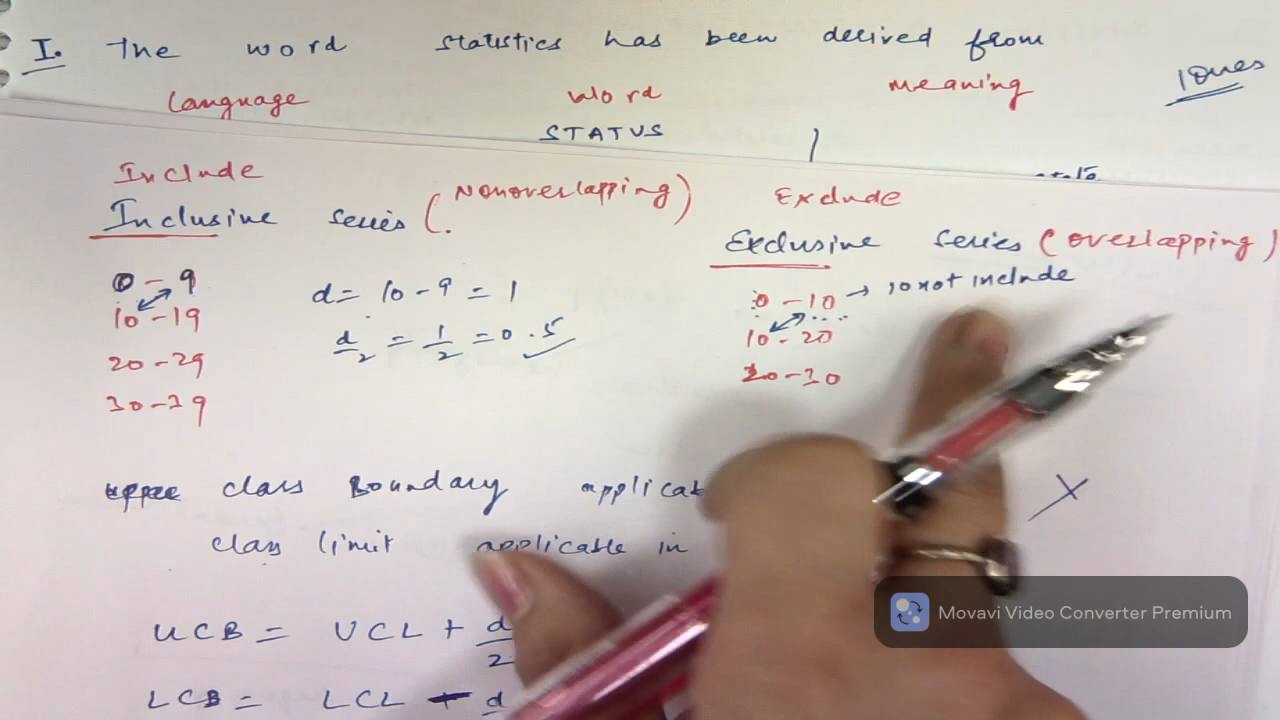 I. The word statistics has been derived from
Language Word Meaning
STATUS
Include
Inclusive series (Nonoverlapping)
0 - 9
10 - 19
20 - 29
30 - 39
d = 10 - 9 = 1
d/2 = 1/2 = 0.5
Exclude
Exclusive series (overlapping)
0 - 10 → 10 not include
10 - 20
20 - 30
class Boundary applicab
class limit applicable in
UCB = UCL + d/2
LCB = LCL - d
Movavi Video Converter Premium